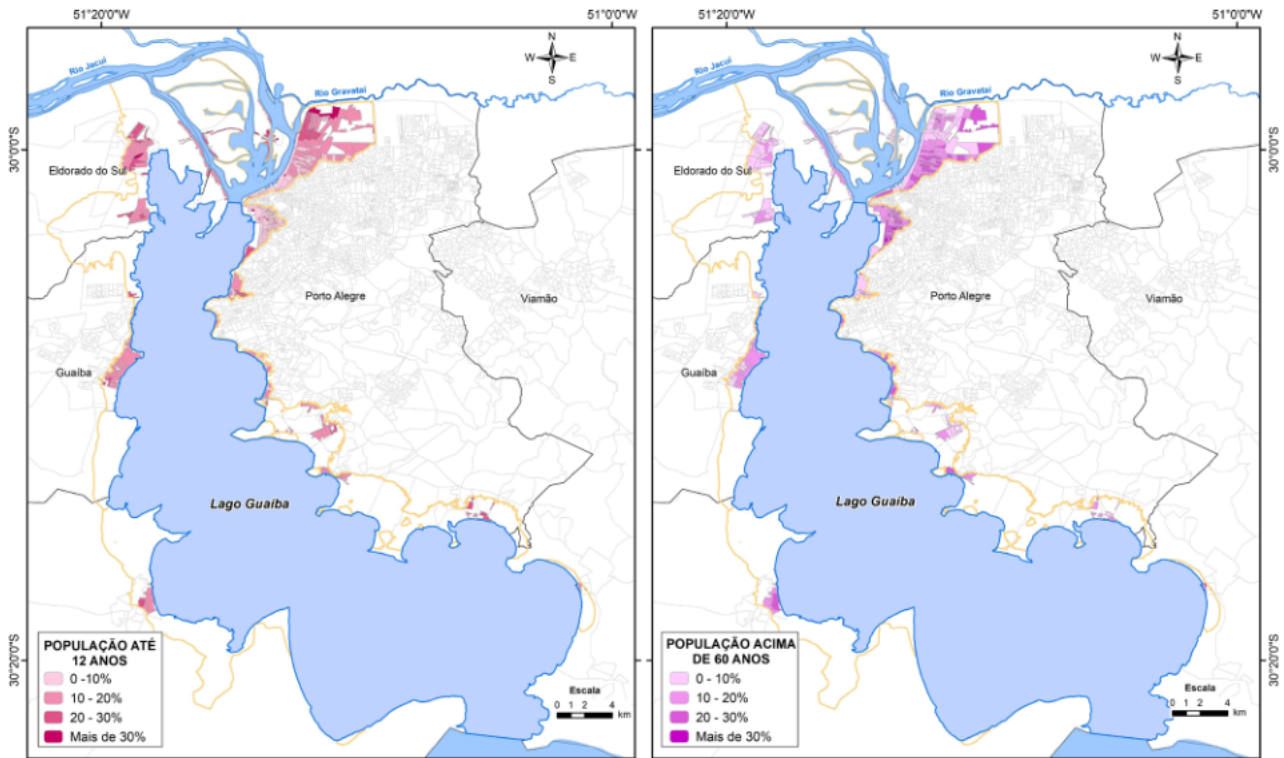 51°20'0"W
51°0'0"W
N
W E
S
Rio Jacuí
Rio Gravataí
30°0'0"S
Eldorado do Sul
Porto Alegre
Viamão
Guaíba
Lago Guaíba
30°20'0"S
POPULAÇÃO ATÉ
12 ANOS
0 -10%
10 - 20%
20 - 30%
Mais de 30%
Escala
0 1 2 4
km
51°20'0"W
51°0'0"W
N
W E
S
Rio Jacuí
Rio Gravataí
30°0'0"S
Eldorado do Sul
Porto Alegre
Viamão
Guaíba
Lago Guaíba
30°20'0"S
POPULAÇÃO ACIMA
DE 60 ANOS
0 - 10%
10 - 20%
20 - 30%
Mais de 30%
Escala
0 1 2 4
km